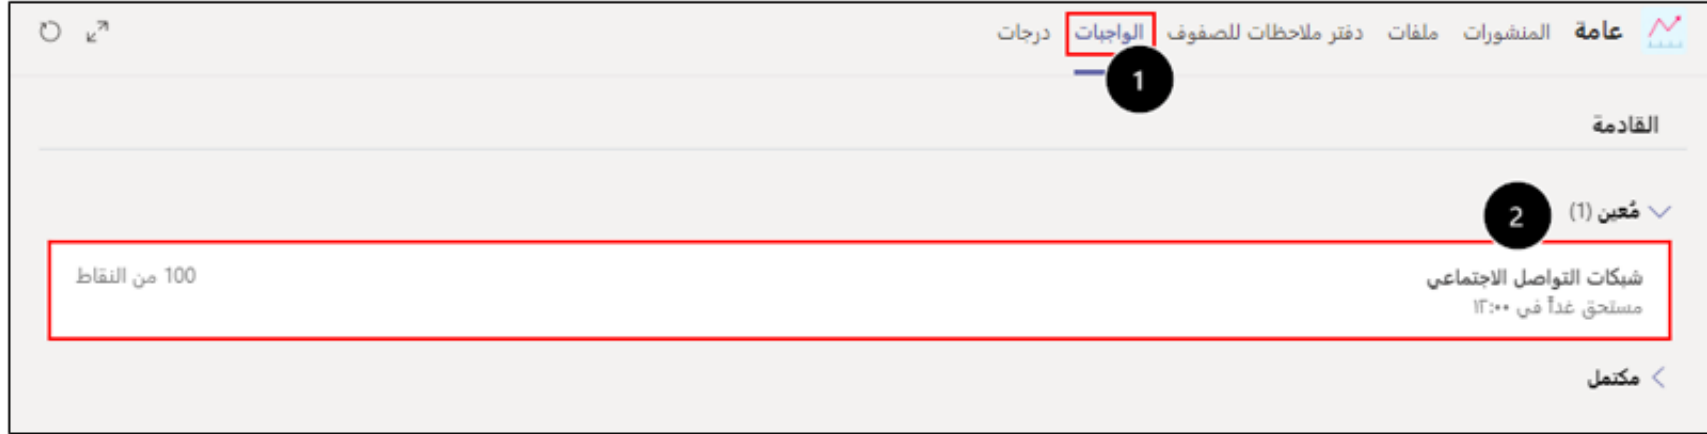 عامة المنشورات ملفات دفتر ملاحظات للصفوف الواجبات درجات
1
القادمة
مُعين (1)
2
شبكات التواصل الاجتماعي 100 من النقاط
مستحق غداً في ١٢:٠٠
مكتمل